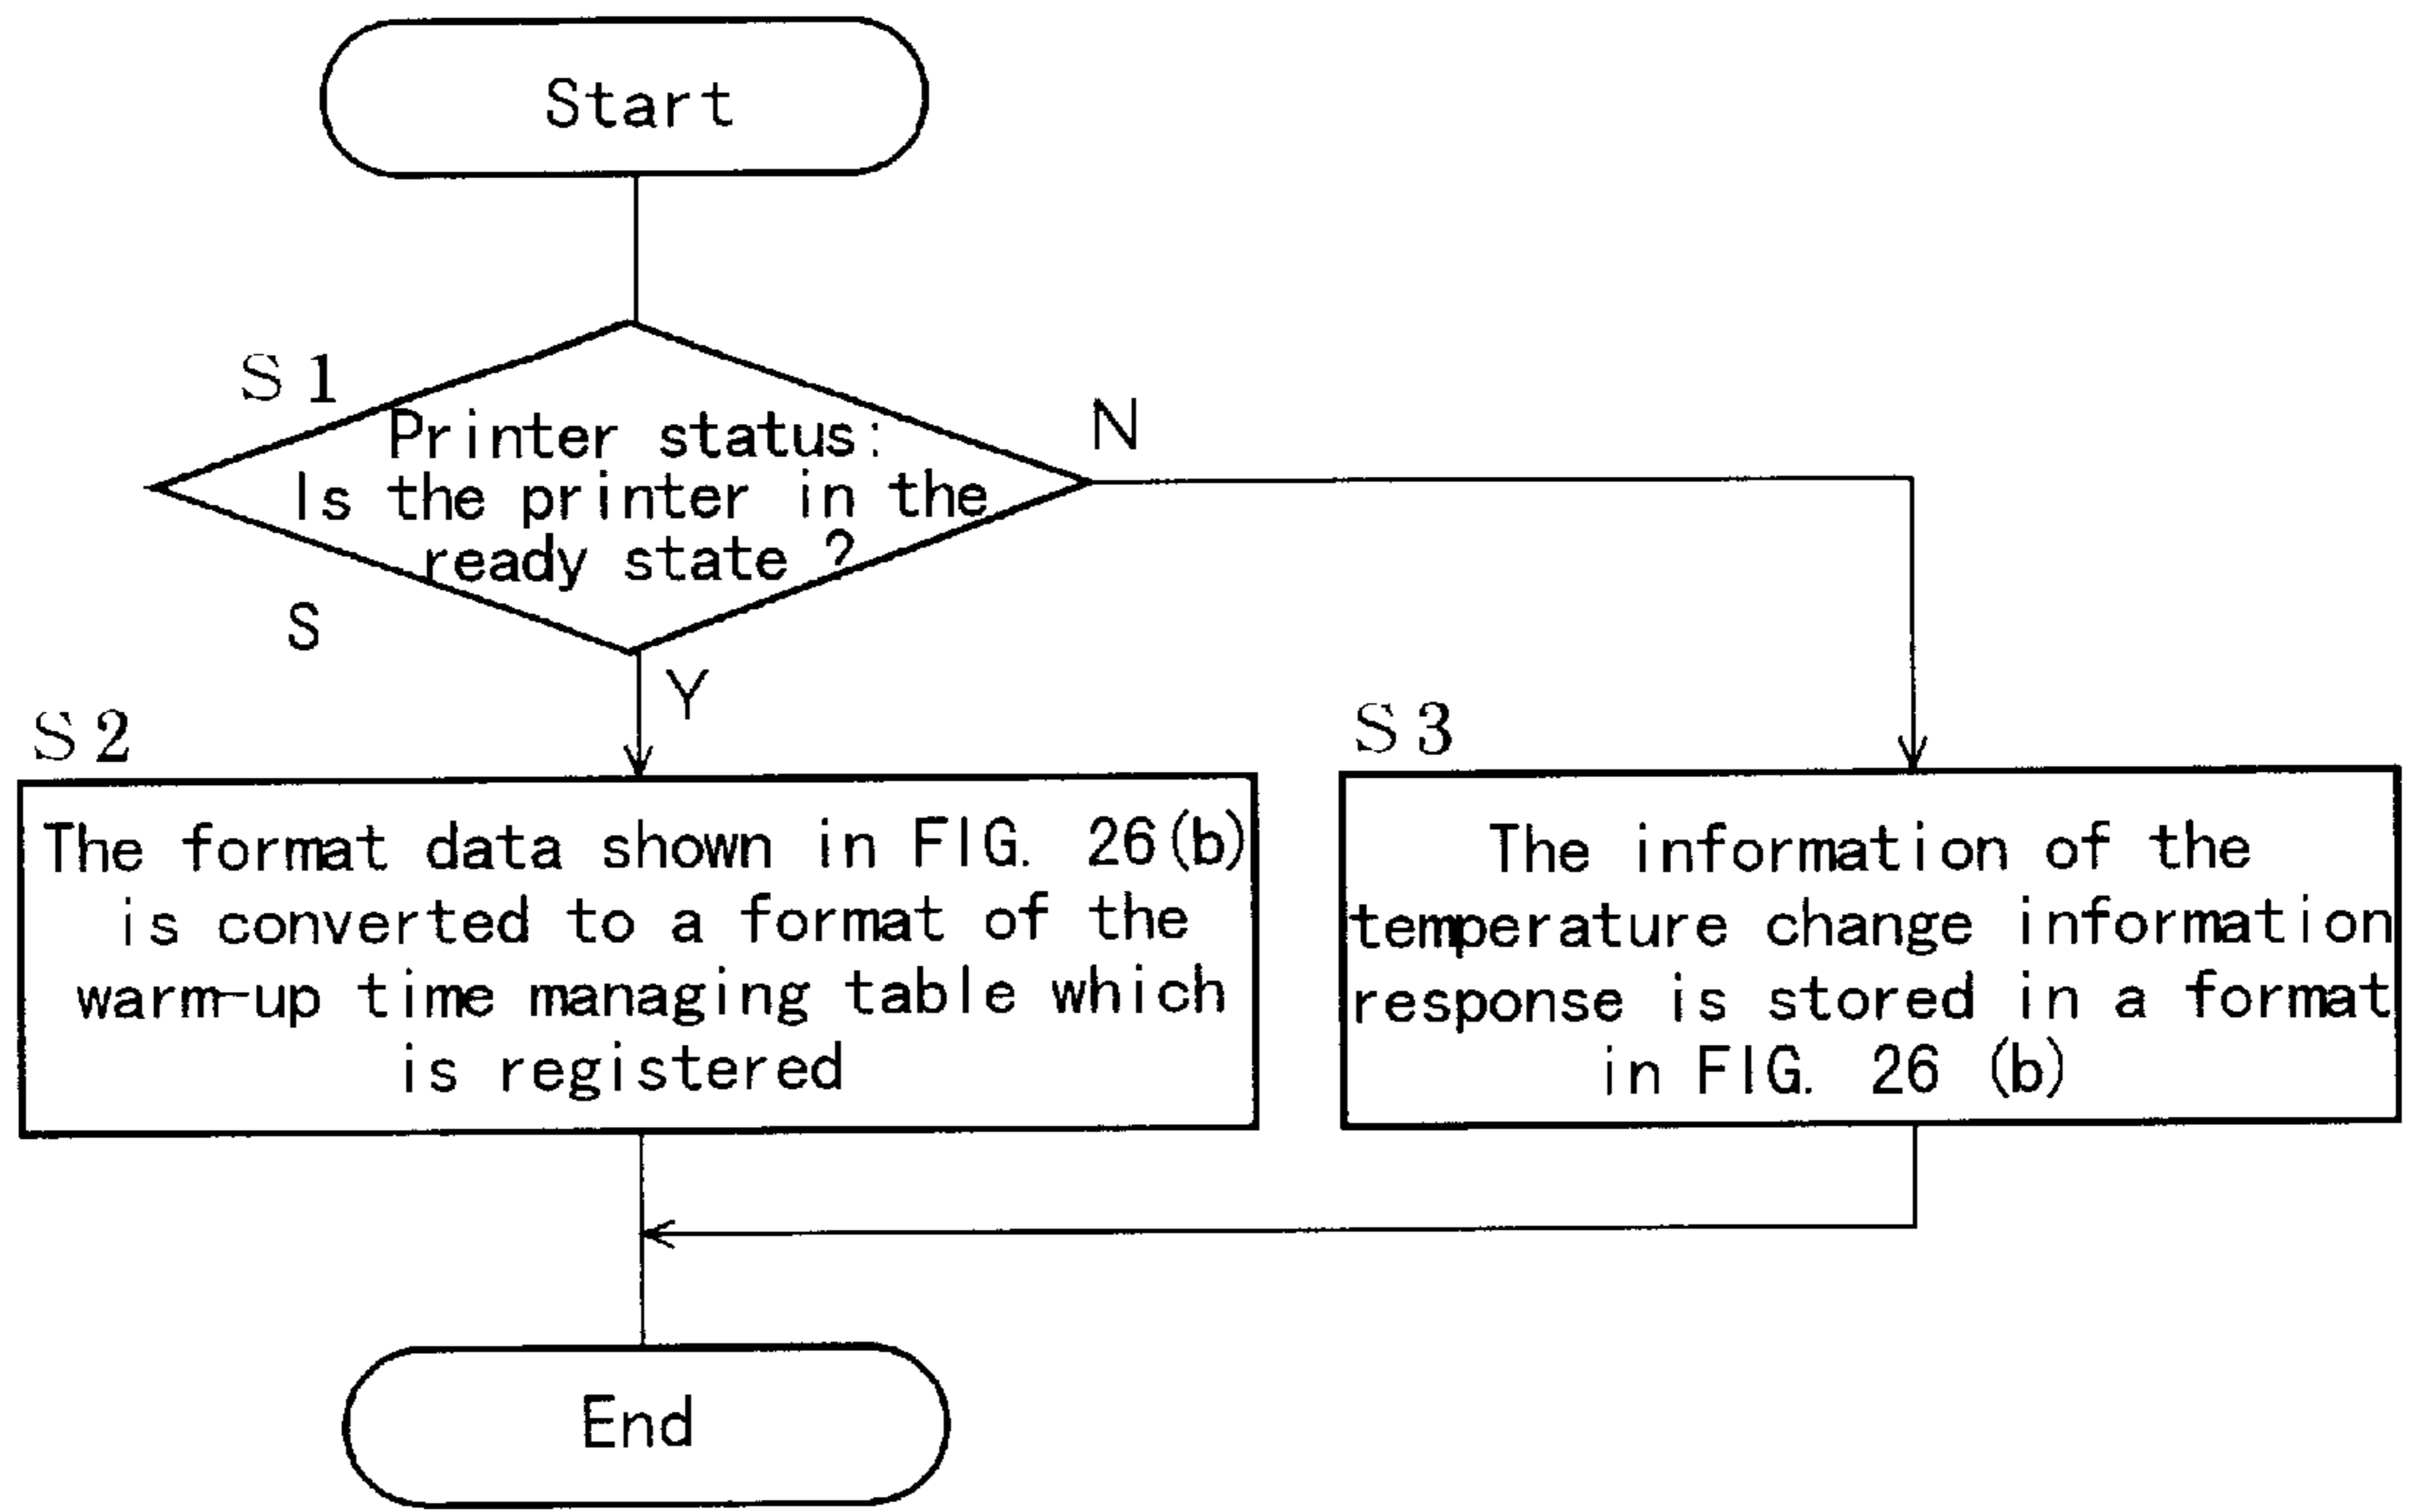 Start
S1
Printer status:
Is the printer in the
ready state ?
N
S
Y
S2
The format data shown in FIG. 26(b)
is converted to a format of the
warm-up time managing table which
is registered
S3
The information of the
temperature change information
response is stored in a format
in FIG. 26 (b)
End